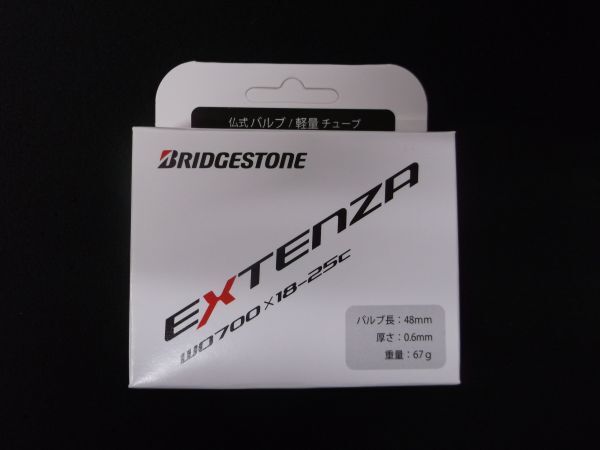 仏式 バルブ / 軽量 チューブ
BRIDGESTONE
EXTENZA
WO700×18-25C
バルブ長：48mm
厚さ：0.6mm
重量：67g